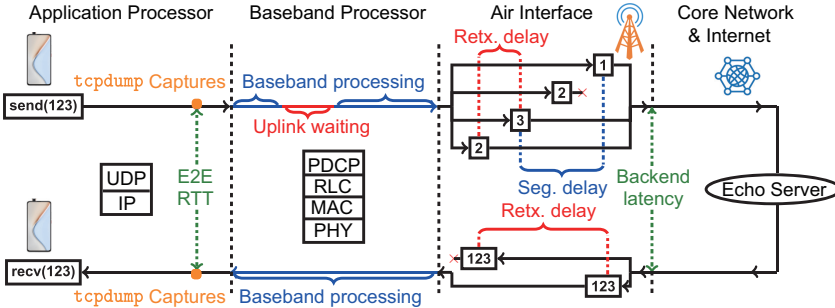 Application Processor
Baseband Processor
Air Interface
Core Network
& Internet
Retx. delay
tcpdump Captures
Baseband processing
1
send(123)
2
Uplink waiting
3
2
PDCP
UDP
E2E
RLC
Seg. delay
Backend
Echo Server
IP
RTT
MAC
latency
PHY
Retx. delay
123
recv(123)
123
tcpdump Captures
Baseband processing